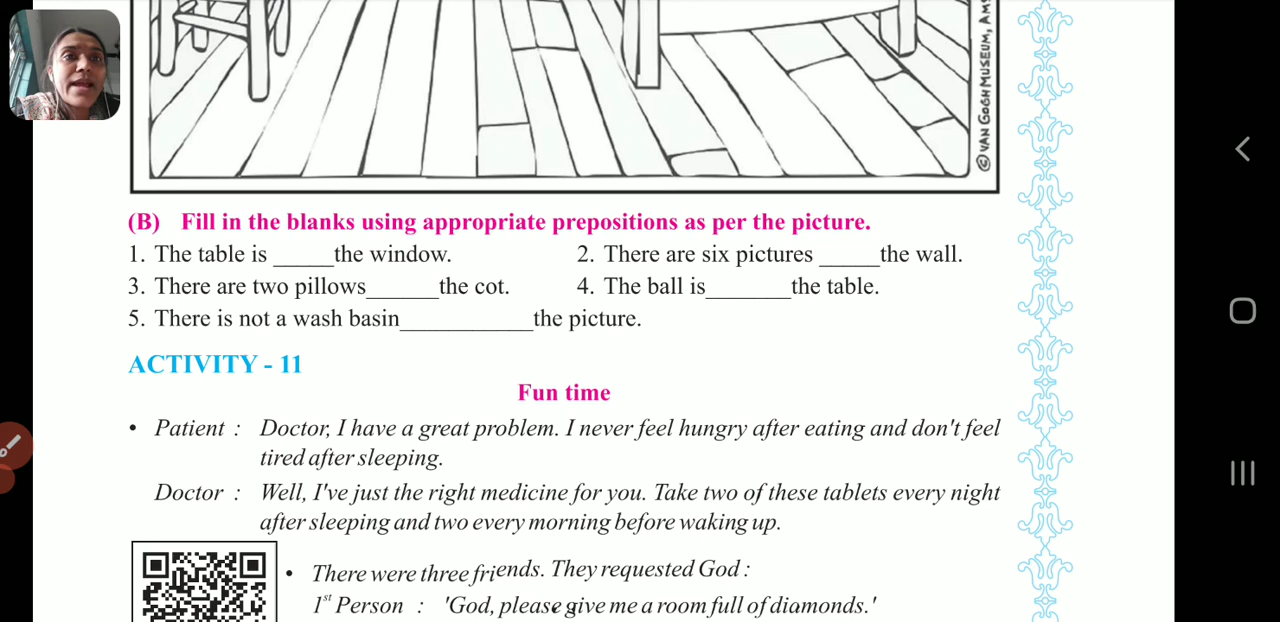 © VAN GOGH MUSEUM, AMS
(B) Fill in the blanks using appropriate prepositions as per the picture.
1. The table is _____the window. 2. There are six pictures _____the wall.
3. There are two pillows______the cot. 4. The ball is_______the table.
5. There is not a wash basin___________the picture.
ACTIVITY - 11
Fun time
• Patient : Doctor, I have a great problem. I never feel hungry after eating and don't feel
tired after sleeping.
Doctor : Well, I've just the right medicine for you. Take two of these tablets every night
after sleeping and two every morning before waking up.
• There were three friends. They requested God :
1st Person : 'God, please give me a room full of diamonds.'